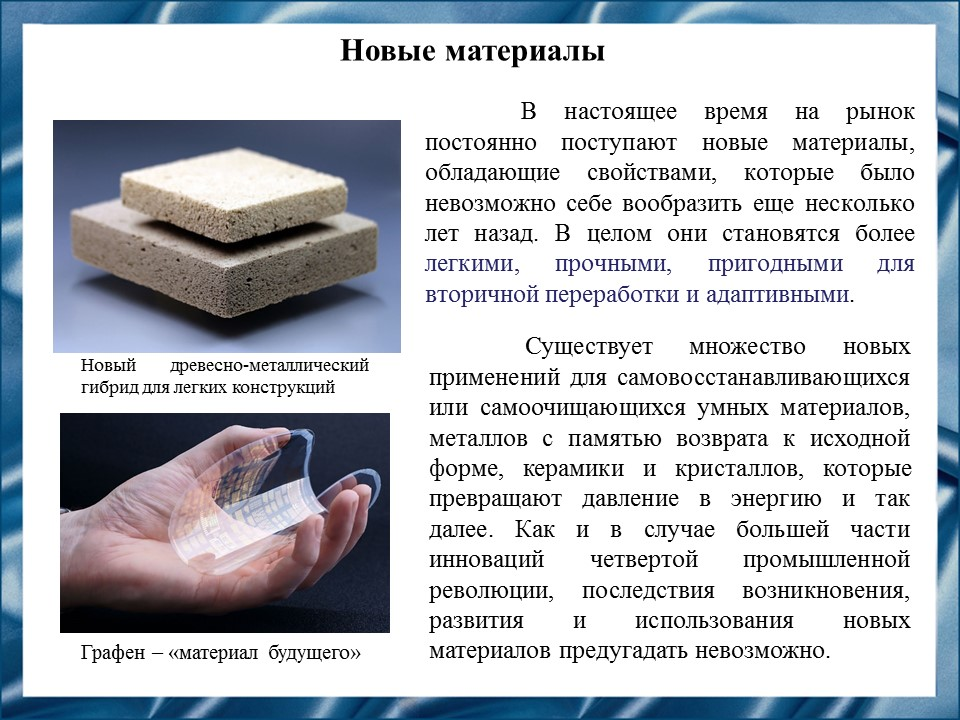 Новые материалы
В настоящее время на рынок
постоянно поступают новые материалы,
обладающие свойствами, которые было
невозможно себе вообразить еще несколько
лет назад. В целом они становятся более
легкими, прочными, пригодными для
вторичной переработки и адаптивными.
Новый древесно-металлический
гибрид для легких конструкций
Существует множество новых
применений для самовосстанавливающихся
или самоочищающихся умных материалов,
металлов с памятью возврата к исходной
форме, керамики и кристаллов, которые
превращают давление в энергию и так
далее. Как и в случае большей части
инноваций четвертой промышленной
революции, последствия возникновения,
развития и использования новых
материалов предугадать невозможно.
Графен – «материал будущего»